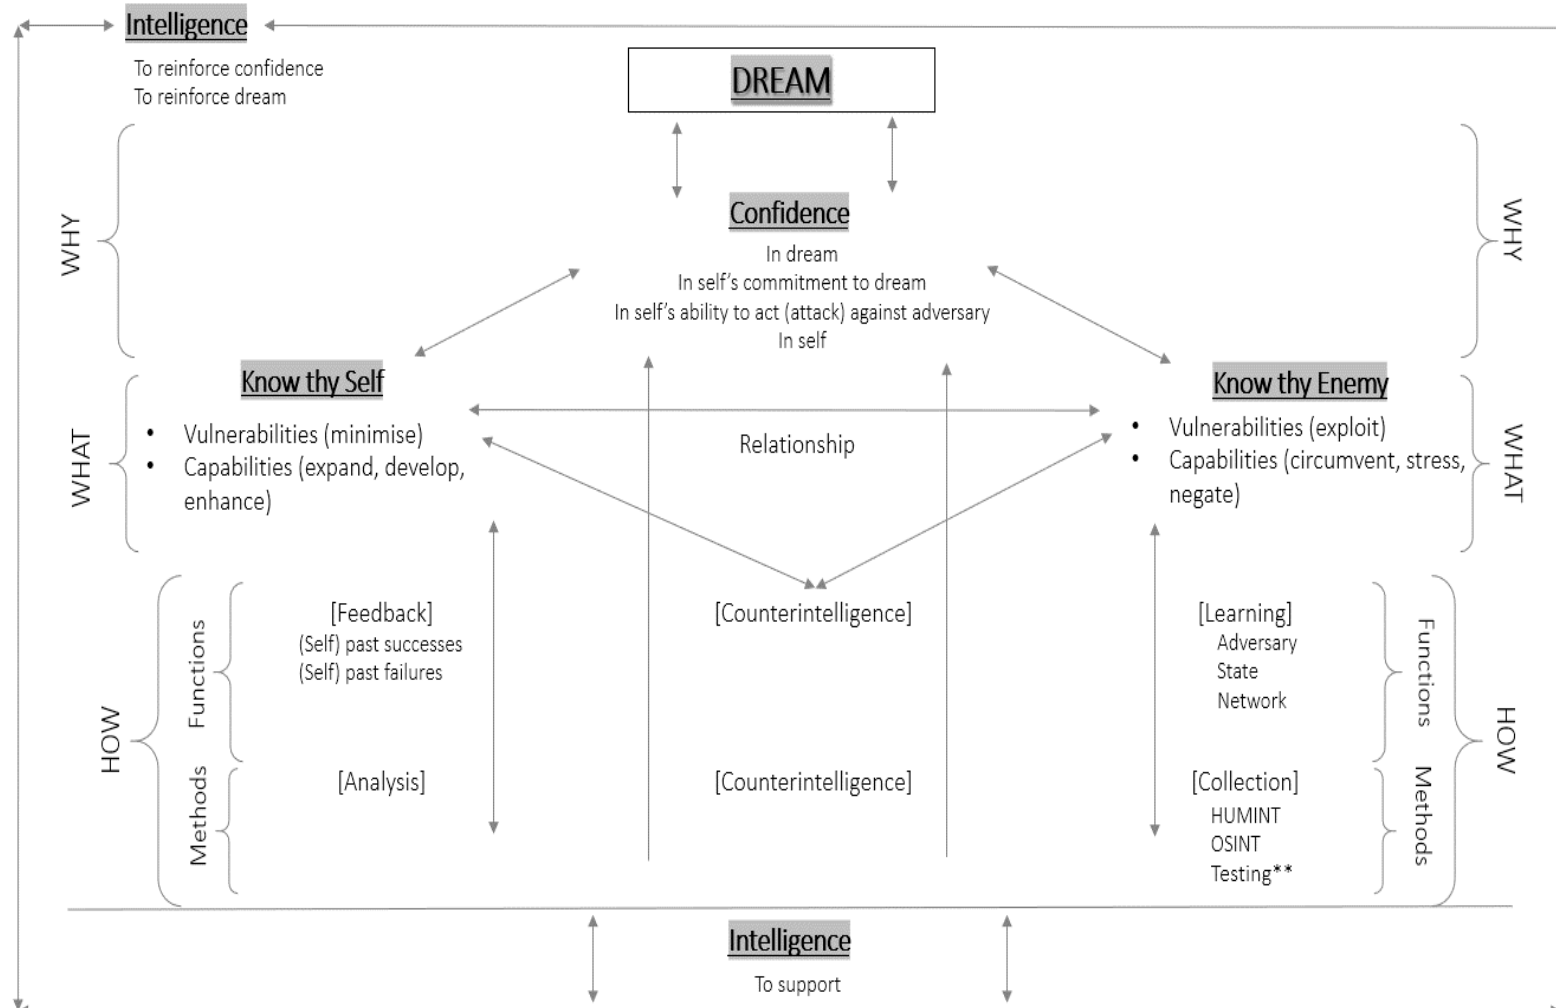 Intelligence
To reinforce confidence
To reinforce dream
DREAM
Confidence
In dream
In self's commitment to dream
In self's ability to act (attack) against adversary
In self
WHY
WHY
Know thy Self
• Vulnerabilities (minimise)
• Capabilities (expand, develop,
enhance)
WHAT
Relationship
Know thy Enemy
• Vulnerabilities (exploit)
• Capabilities (circumvent, stress,
negate)
WHAT
HOW
Functions
[Feedback]
(Self) past successes
(Self) past failures
[Counterintelligence]
[Learning]
Adversary
State
Network
Functions
HOW
Methods
[Analysis]
[Counterintelligence]
[Collection]
HUMINT
OSINT
Testing**
Methods
Intelligence
To support